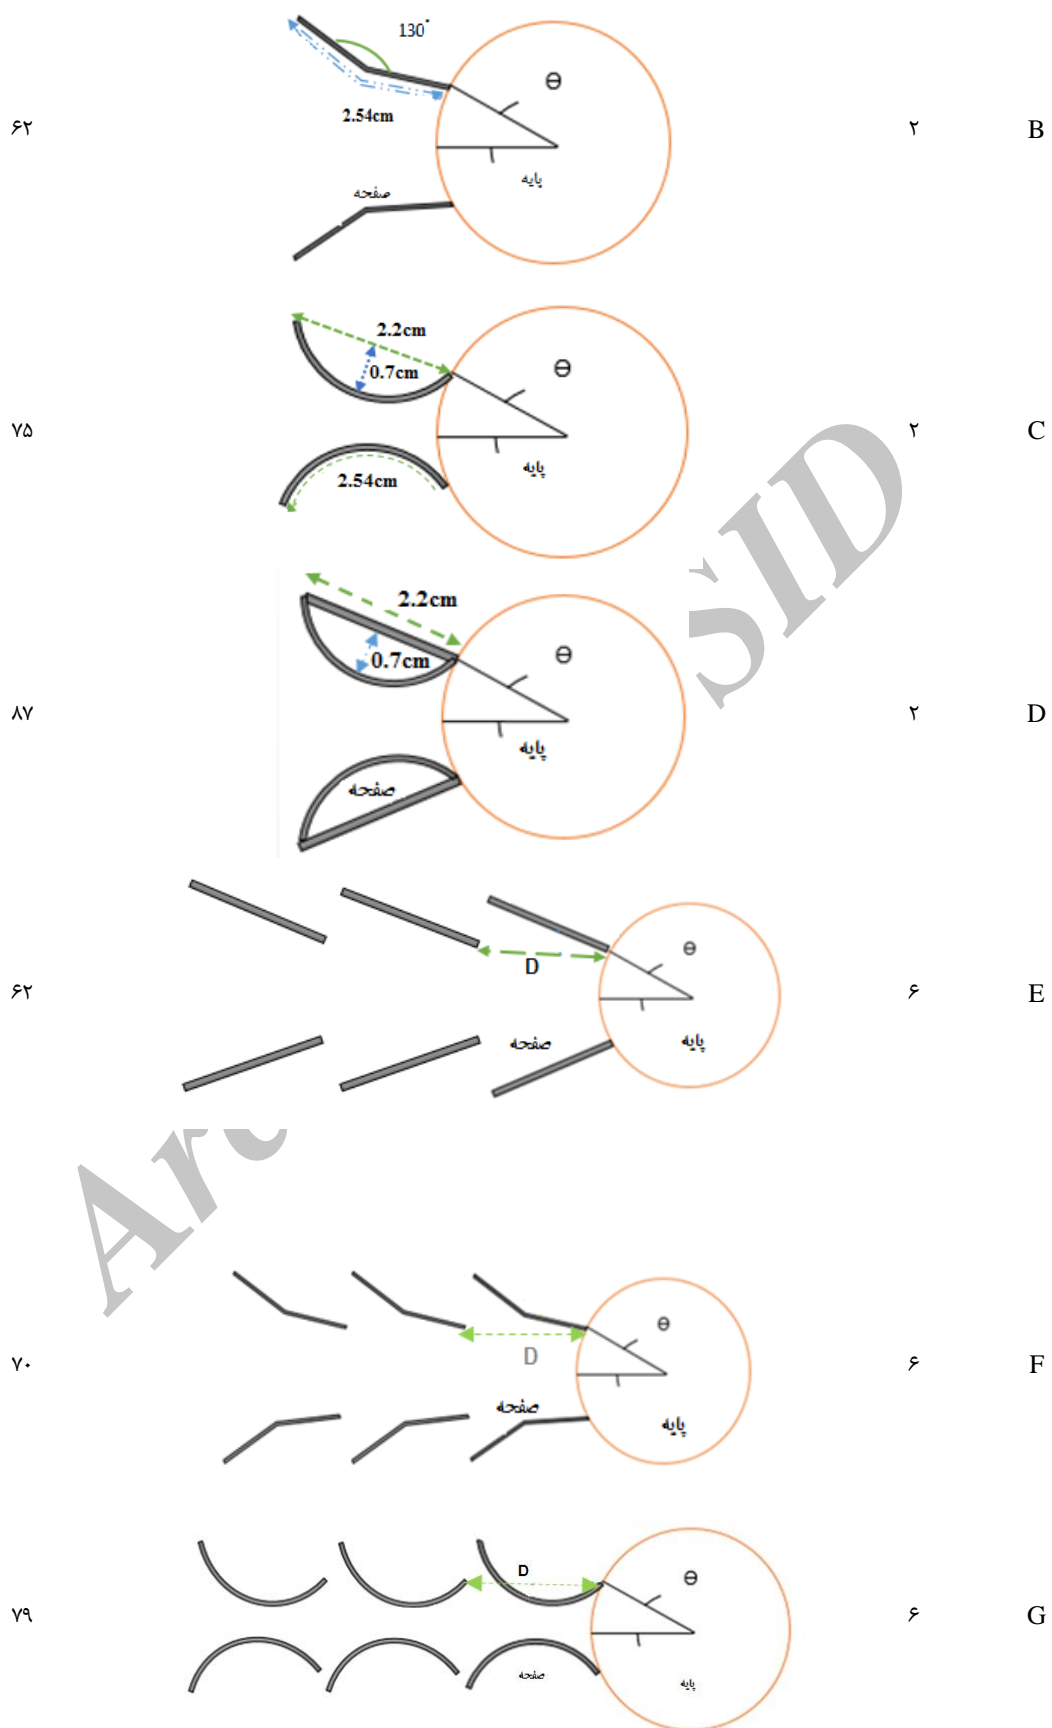 130°
Θ
2.54cm
پایه
صفحه
B ۲ ۶۲
2.2cm
0.7cm
Θ
پایه
2.54cm
C ۲ ۷۵
2.2cm
0.7cm
Θ
پایه
صفحه
D ۲ ۸۷
Θ
D
صفحه
پایه
E ۶ ۶۲
Θ
D
صفحه
پایه
F ۶ ۷۰
D
Θ
صفحه
پایه
G ۶ ۷۹
SID